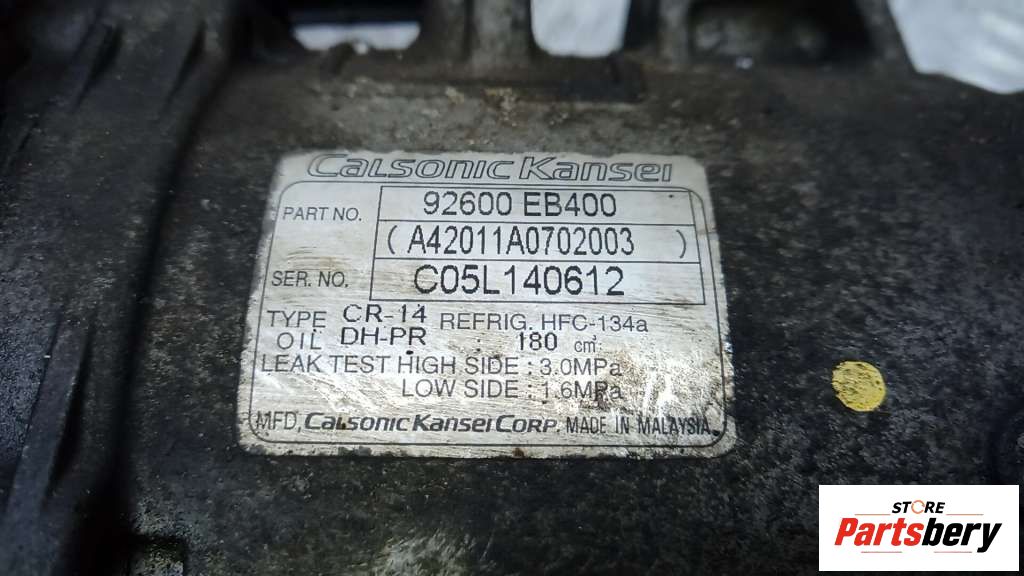 CALSONIC KANSEI
PART NO. 92600 EB400
( A42011A0702003 )
SER. NO. C05L140612
TYPE CR-14 REFRIG. HFC-134a
OIL DH-PR : 180 cm³
LEAK TEST HIGH SIDE : 3.0MPa
LOW SIDE : 1.6MPa
MFD. CALSONIC KANSEI CORP. MADE IN MALAYSIA
STORE
Partsbery